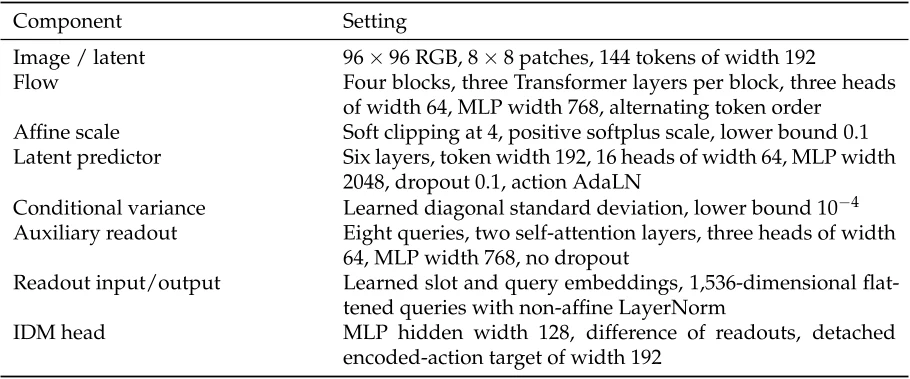 Component Setting
Image / latent 96 × 96 RGB, 8 × 8 patches, 144 tokens of width 192
Flow Four blocks, three Transformer layers per block, three heads
of width 64, MLP width 768, alternating token order
Affine scale Soft clipping at 4, positive softplus scale, lower bound 0.1
Latent predictor Six layers, token width 192, 16 heads of width 64, MLP width
2048, dropout 0.1, action AdaLN
Conditional variance Learned diagonal standard deviation, lower bound 10⁻⁴
Auxiliary readout Eight queries, two self-attention layers, three heads of width
64, MLP width 768, no dropout
Readout input/output Learned slot and query embeddings, 1,536-dimensional flat-
tened queries with non-affine LayerNorm
IDM head MLP hidden width 128, difference of readouts, detached
encoded-action target of width 192